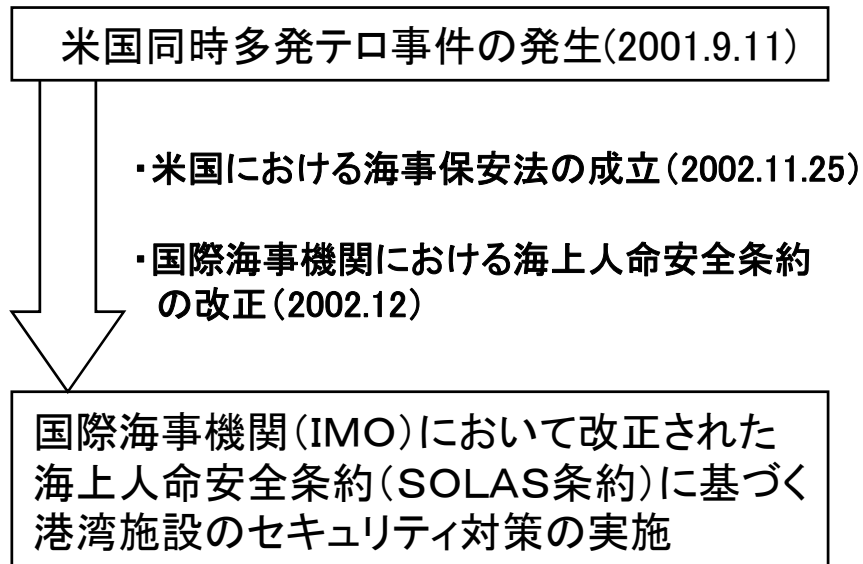 米国同時多発テロ事件の発生(2001.9.11)
・米国における海事保安法の成立（2002.11.25）
・国際海事機関における海上人命安全条約
の改正（2002.12）
国際海事機関（ＩＭＯ）において改正された
海上人命安全条約（ＳＯＬＡＳ条約）に基づく
港湾施設のセキュリティ対策の実施